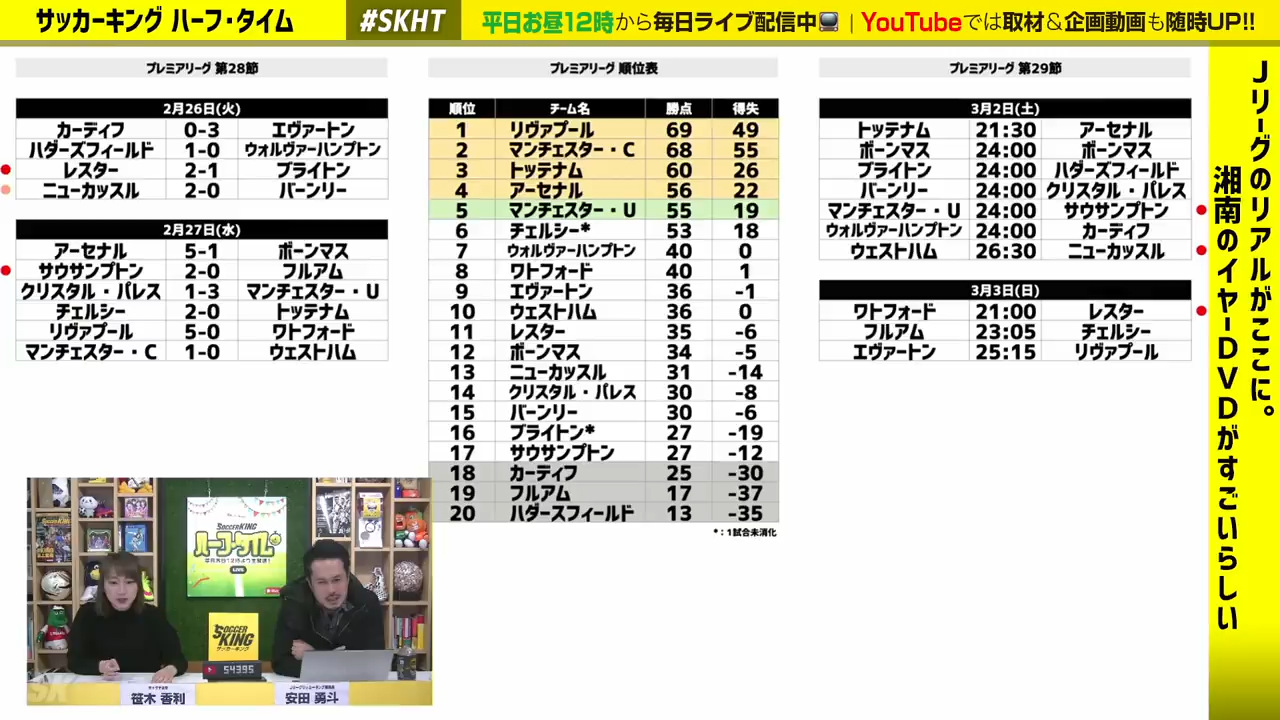 サッカーキング ハーフ・タイム
#SKHT
平日お昼12時から毎日ライブ配信中 | YouTubeでは取材&企画動画も随時UP!!
プレミアリーグ 第28節
2月26日(火)
カーディフ 0-3 エヴァートン
ハダーズフィールド 1-0 ウォルヴァーハンプトン
レスター 2-1 ブライトン
ニューカッスル 2-0 バーンリー
2月27日(水)
アーセナル 5-1 ボーンマス
サウサンプトン 2-0 フルアム
クリスタル・パレス 1-3 マンチェスター・U
チェルシー 2-0 トッテナム
リヴァプール 5-0 ワトフォード
マンチェスター・C 1-0 ウェストハム
プレミアリーグ 順位表
順位 チーム名 勝点 得失
1 リヴァプール 69 49
2 マンチェスター・C 68 55
3 トッテナム 60 26
4 アーセナル 56 22
5 マンチェスター・U 55 19
6 チェルシー* 53 18
7 ウォルヴァーハンプトン 40 0
8 ワトフォード 40 1
9 エヴァートン 36 -1
10 ウェストハム 36 0
11 レスター 35 -6
12 ボーンマス 34 -5
13 ニューカッスル 31 -14
14 クリスタル・パレス 30 -8
15 バーンリー 30 -6
16 ブライトン* 27 -19
17 サウサンプトン 27 -12
18 カーディフ 25 -30
19 フルアム 17 -37
20 ハダースフィールド 13 -35
*:1試合未消化
プレミアリーグ 第29節
3月2日(土)
トッテナム 21:30 アーセナル
ボーンマス 24:00 ボーンマス
ブライトン 24:00 ハダーズフィールド
バーンリー 24:00 クリスタル・パレス
マンチェスター・U 24:00 サウサンプトン
ウォルヴァーハンプトン 24:00 カーディフ
ウェストハム 26:30 ニューカッスル
3月3日(日)
ワトフォード 21:00 レスター
フルアム 23:05 チェルシー
エヴァートン 25:15 リヴァプール
Jリーグのリアルがここに。
湘南のイヤーDVDがすごいらしい
SOCCER KING
SOCCER KING
ハーフ・タイム
平日毎日12時より生放送!
LIVE
SOCCER KING
サッカーキング
54395
SK
笹木 香利
安田 勇斗